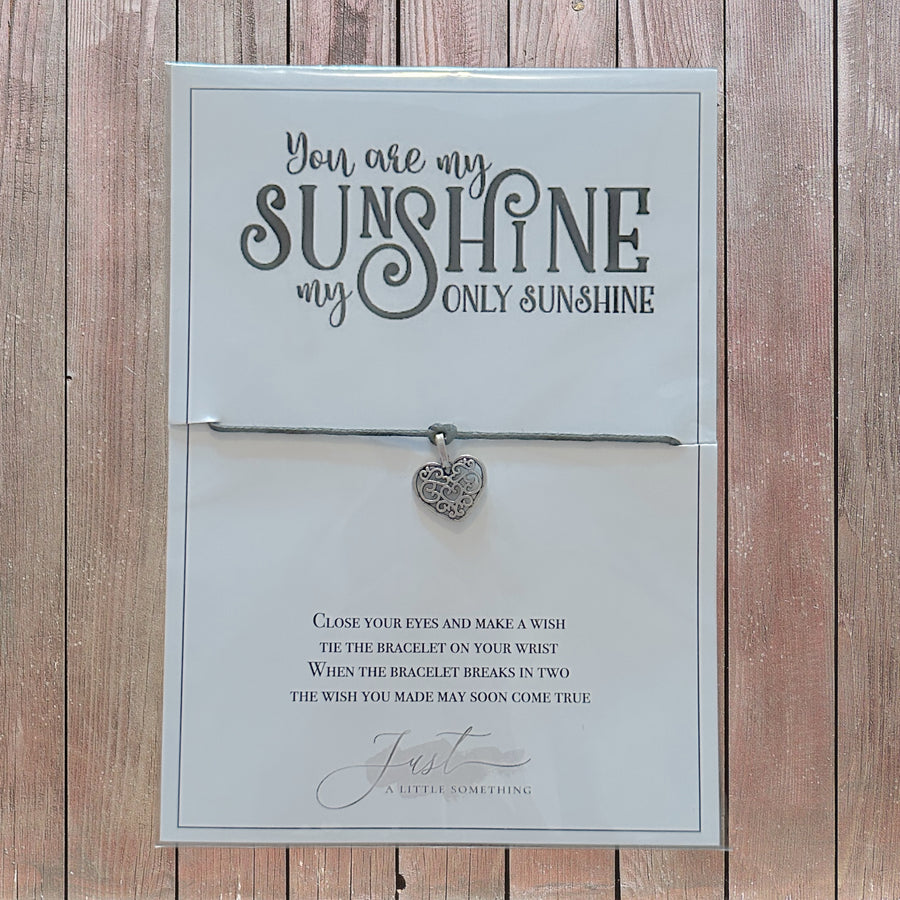 You are my
SUNSHINE
my ONLY SUNSHINE
CLOSE YOUR EYES AND MAKE A WISH
TIE THE BRACELET ON YOUR WRIST
WHEN THE BRACELET BREAKS IN TWO
THE WISH YOU MADE MAY SOON COME TRUE
Just
A LITTLE SOMETHING